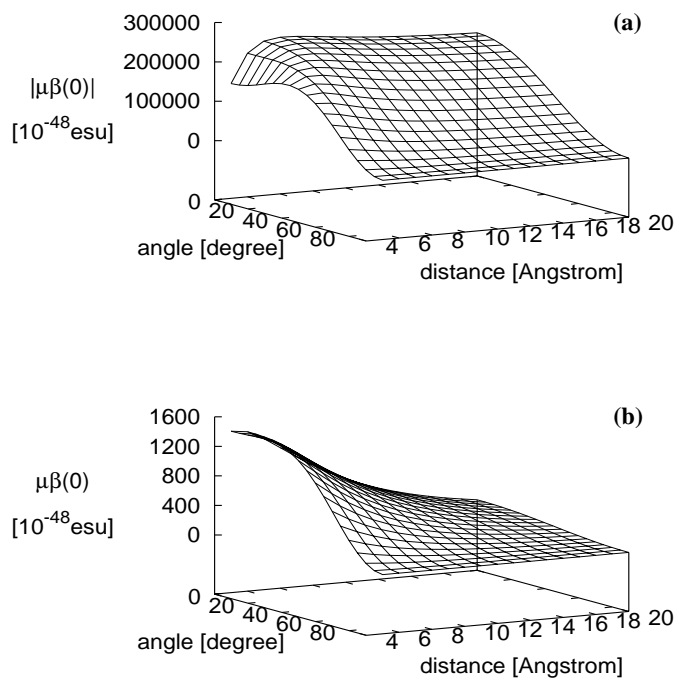 (a)
300000
200000
100000
0
|μβ(0)|
[10⁻⁴⁸esu]
0 20 40 60 80
angle [degree]
4 6 8 10 12 14 16 18 20
distance [Angstrom]
(b)
1600
1200
800
400
0
μβ(0)
[10⁻⁴⁸esu]
0 20 40 60 80
angle [degree]
4 6 8 10 12 14 16 18 20
distance [Angstrom]